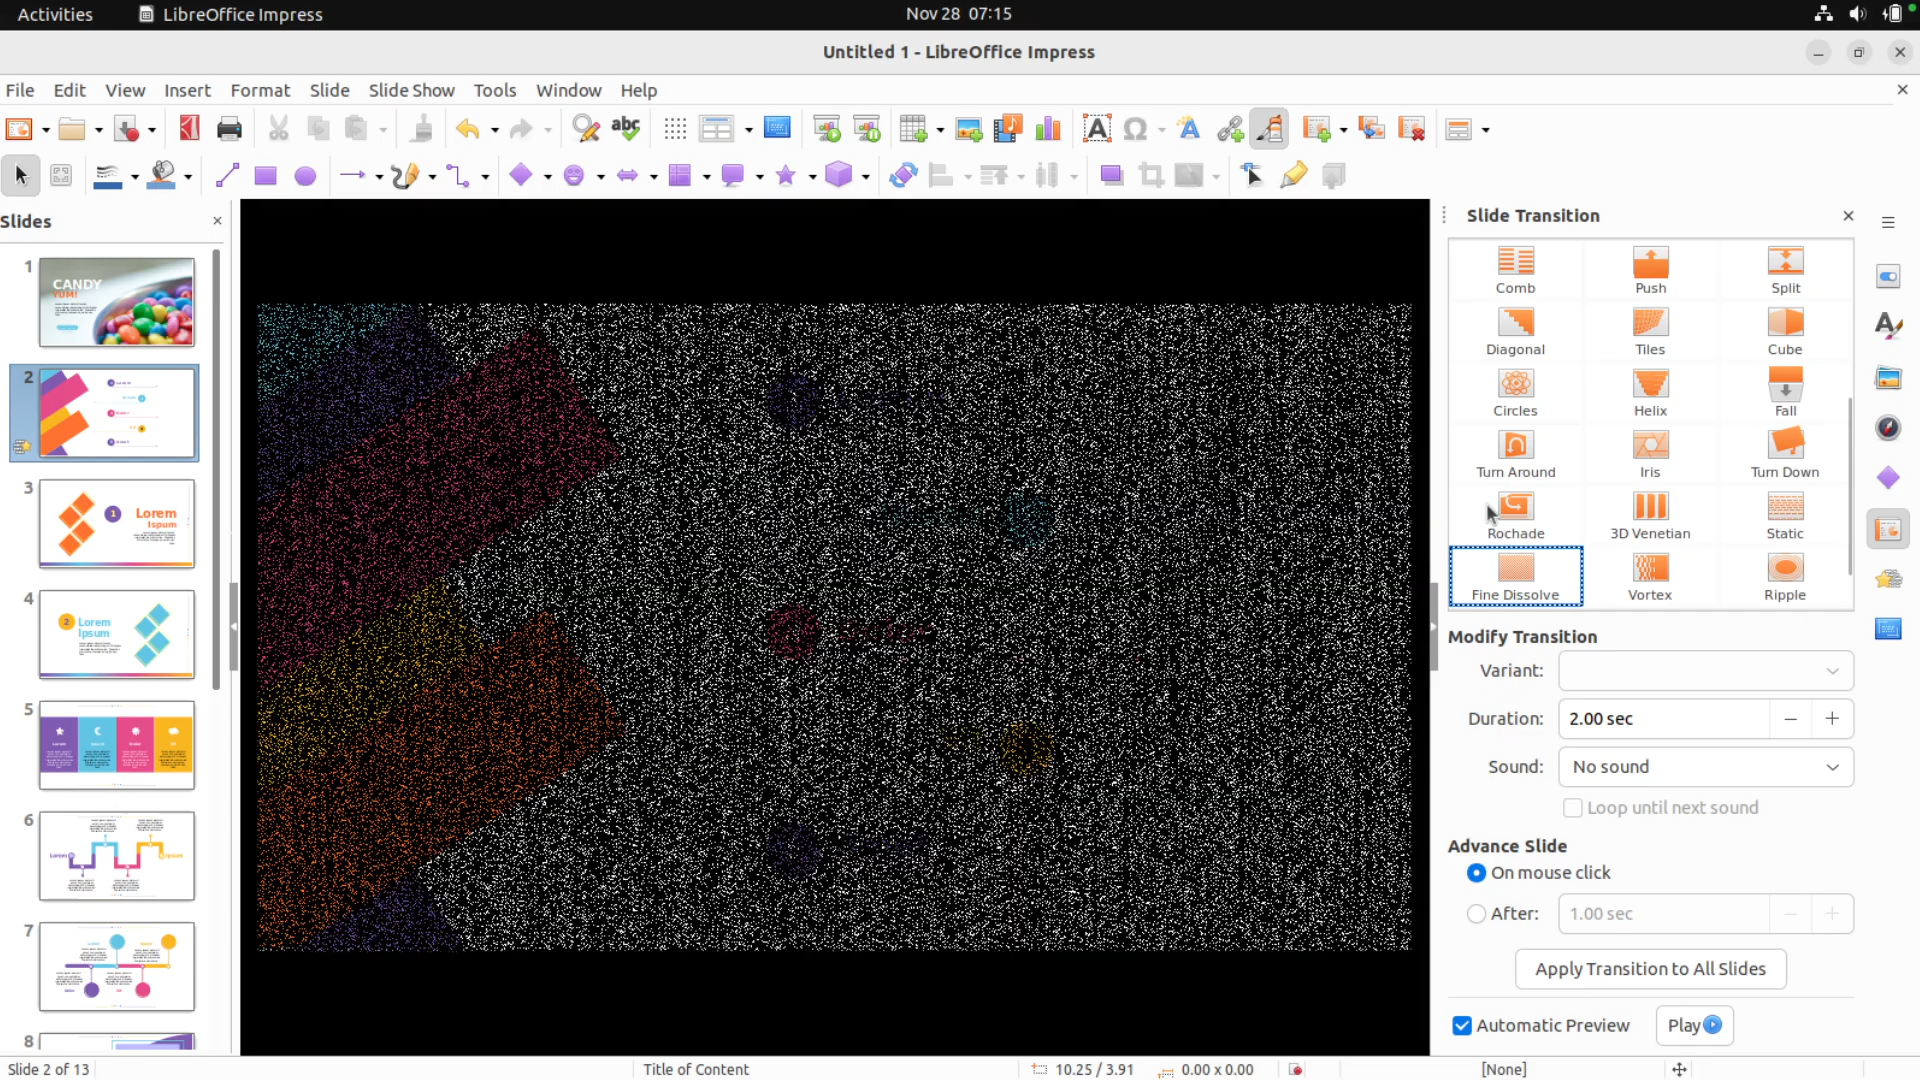 Activities
LibreOffice Impress
Nov 28 07:15
Untitled 1 - LibreOffice Impress
File Edit View Insert Format Slide Slide Show Tools Window Help
abc
Slides
1
CANDY
YUM!
2
3
1
Lorem
Ispum
4
2
Lorem
Ipsum
5
6
7
8
Slide Transition
Comb
Push
Split
Diagonal
Tiles
Cube
Circles
Helix
Fall
Turn Around
Iris
Turn Down
Rochade
3D Venetian
Static
Fine Dissolve
Vortex
Ripple
Modify Transition
Variant:
Duration:
2.00 sec
Sound:
No sound
Loop until next sound
Advance Slide
On mouse click
After:
1.00 sec
Apply Transition to All Slides
Automatic Preview
Play
Slide 2 of 13
Title of Content
10.25 / 3.91
0.00 x 0.00
[None]